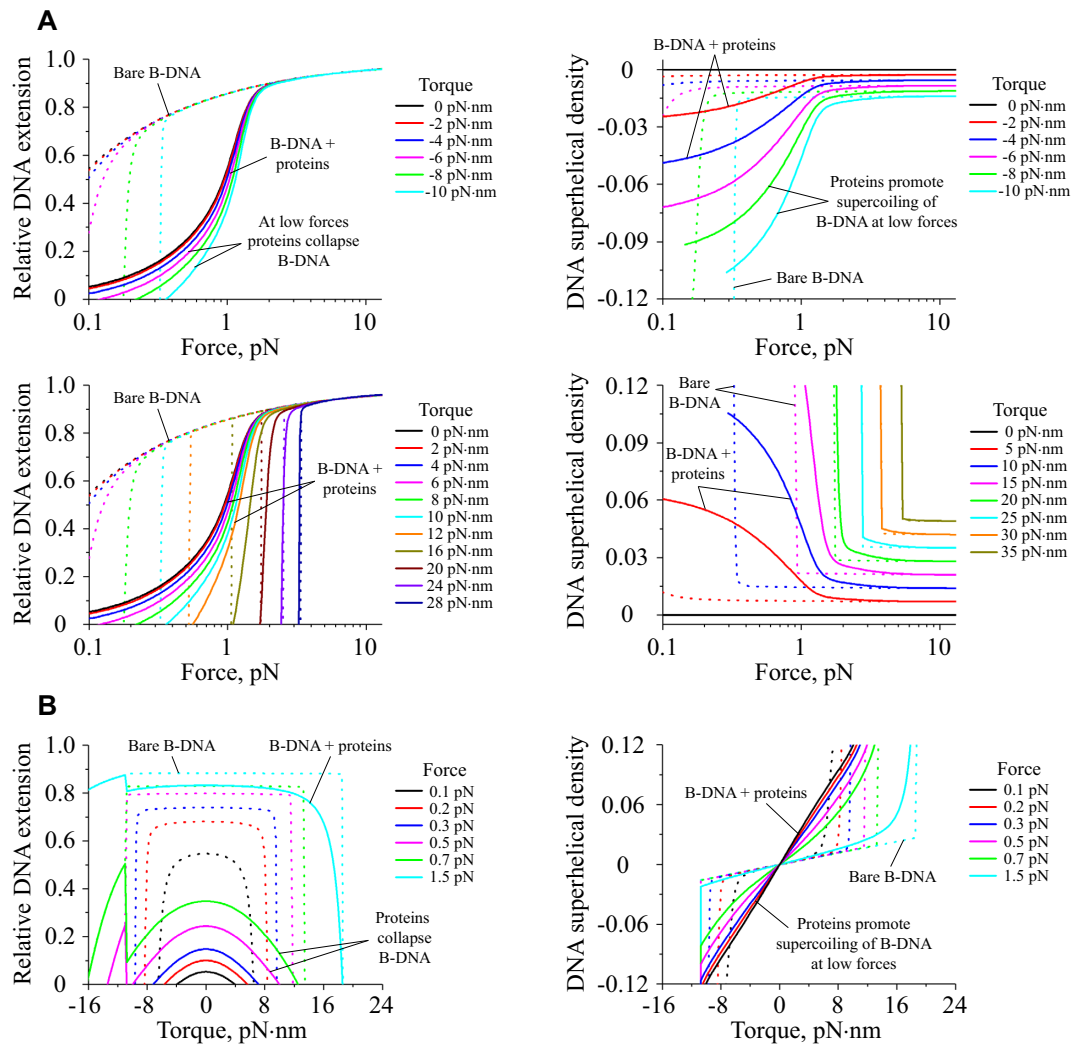 A
Relative DNA extension
1.0
0.8
0.6
0.4
0.2
0
0.1
1
10
Force, pN
Bare B-DNA
B-DNA +
proteins
At low forces
proteins collapse
B-DNA
Torque
0 pN·nm
-2 pN·nm
-4 pN·nm
-6 pN·nm
-8 pN·nm
-10 pN·nm
DNA superhelical density
0
-0.03
-0.06
-0.09
-0.12
0.1
1
10
Force, pN
B-DNA + proteins
Proteins promote
supercoiling of
B-DNA at low forces
Bare B-DNA
Torque
0 pN·nm
-2 pN·nm
-4 pN·nm
-6 pN·nm
-8 pN·nm
-10 pN·nm
Relative DNA extension
1.0
0.8
0.6
0.4
0.2
0
0.1
1
10
Force, pN
Bare B-DNA
B-DNA +
proteins
Torque
0 pN·nm
2 pN·nm
4 pN·nm
6 pN·nm
8 pN·nm
10 pN·nm
12 pN·nm
16 pN·nm
20 pN·nm
24 pN·nm
28 pN·nm
DNA superhelical density
0.12
0.09
0.06
0.03
0
0.1
1
10
Force, pN
Bare
B-DNA
B-DNA +
proteins
Torque
0 pN·nm
5 pN·nm
10 pN·nm
15 pN·nm
20 pN·nm
25 pN·nm
30 pN·nm
35 pN·nm
B
Relative DNA extension
1.0
0.8
0.6
0.4
0.2
0
-16
-8
0
8
16
24
Torque, pN·nm
Bare B-DNA
B-DNA + proteins
Proteins
collapse
B-DNA
Force
0.1 pN
0.2 pN
0.3 pN
0.5 pN
0.7 pN
1.5 pN
DNA superhelical density
0.12
0.06
0
-0.06
-0.12
-16
-8
0
8
16
24
Torque, pN·nm
B-DNA + proteins
Bare B-DNA
Proteins promote
supercoiling of B-DNA
at low forces
Force
0.1 pN
0.2 pN
0.3 pN
0.5 pN
0.7 pN
1.5 pN